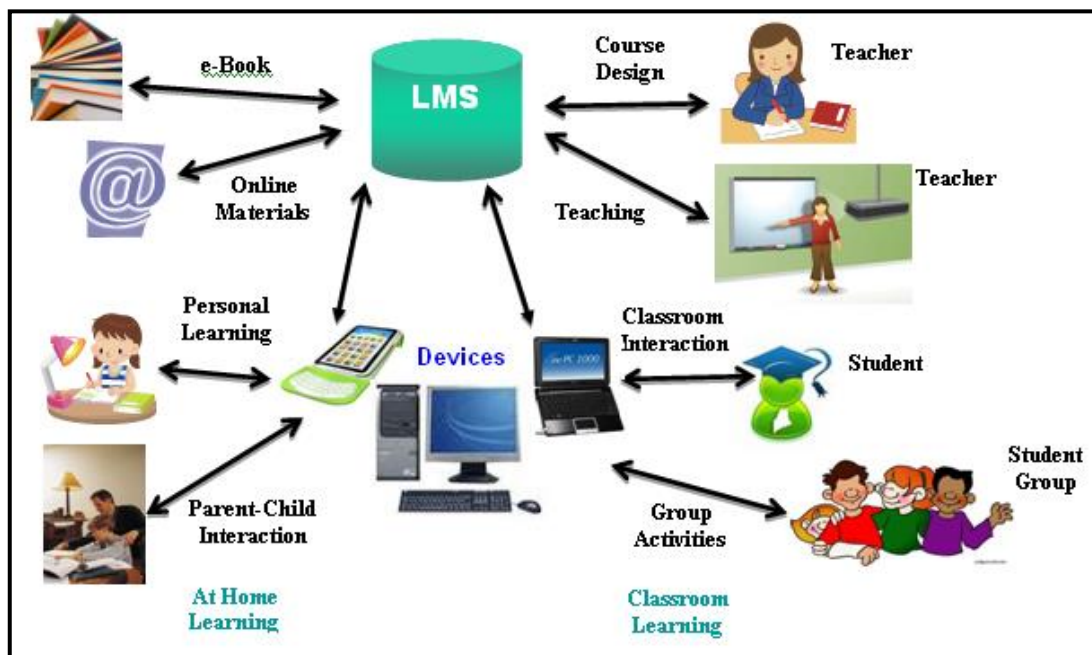 e-Book
LMS
Course
Design
Teacher
Online
Materials
Teaching
Teacher
Personal
Learning
Devices
Classroom
Interaction
Student
Parent-Child
Interaction
Group
Activities
Student
Group
At Home
Learning
Classroom
Learning